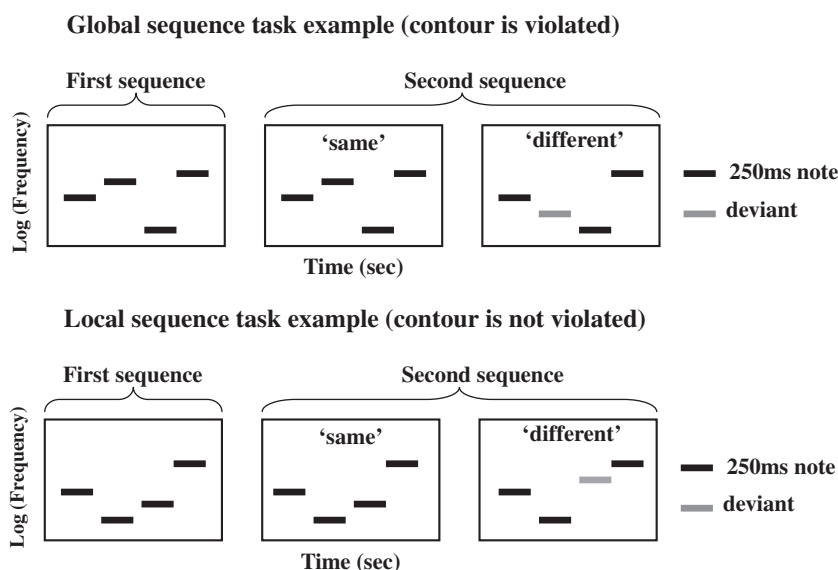 Global sequence task example (contour is violated)
First sequence
Second sequence
Log (Frequency)
‘same’
‘different’
250ms note
deviant
Time (sec)
Local sequence task example (contour is not violated)
First sequence
Second sequence
Log (Frequency)
‘same’
‘different’
250ms note
deviant
Time (sec)